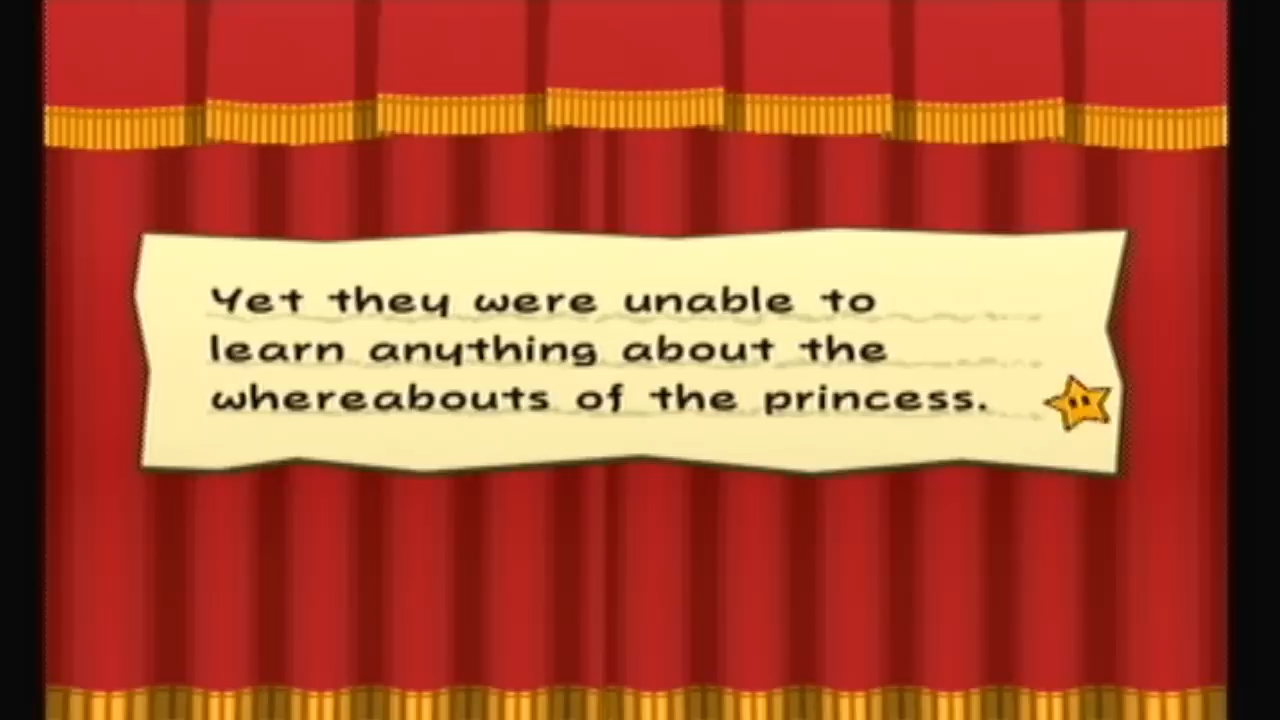 Yet they were unable to
learn anything about the
whereabouts of the princess.